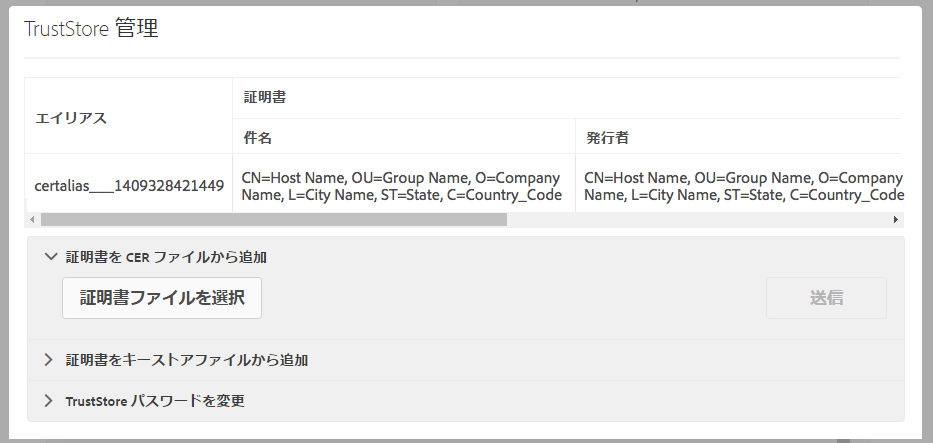 TrustStore 管理
エイリアス
証明書
件名
発行者
certalias___1409328421449
CN=Host Name, OU=Group Name, O=Company
Name, L=City Name, ST=State, C=Country_Code
CN=Host Name, OU=Group Name, O=Company
Name, L=City Name, ST=State, C=Country_Code
証明書を CER ファイルから追加
証明書ファイルを選択
送信
証明書をキーストアファイルから追加
TrustStore パスワードを変更